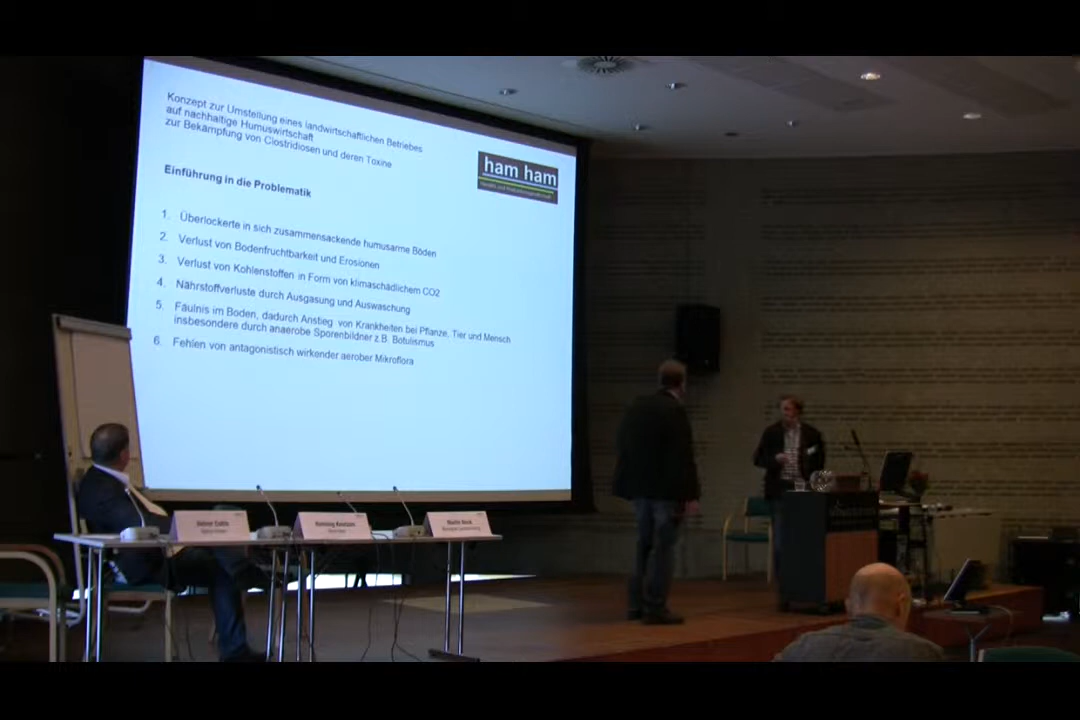 Konzept zur Umstellung eines landwirtschaftlichen Betriebes
auf nachhaltige Humuswirtschaft
zur Bekämpfung von Clostridiosen und deren Toxine
ham ham
Einführung in die Problematik
1. Überlockerte in sich zusammensackende humusarme Böden
2. Verlust von Bodenfruchtbarkeit und Erosionen
3. Verlust von Kohlenstoffen in Form von klimaschädlichem CO2
4. Nährstoffverluste durch Ausgasung und Auswaschung
5. Fäulnis im Boden, dadurch Anstieg von Krankheiten bei Pflanze, Tier und Mensch
insbesondere durch anaerobe Sporenbildner z.B. Botulismus
6. Fehlen von antagonistisch wirkender aerober Mikroflora